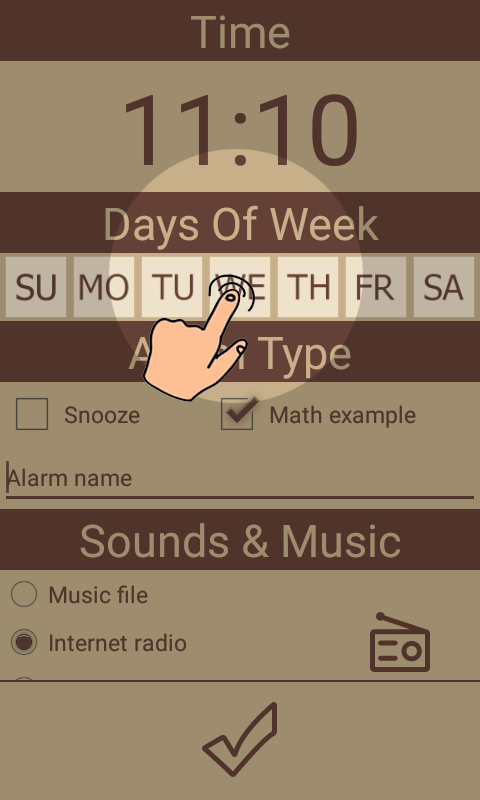 Time
11:10
Days Of Week
SU MO TU WE TH FR SA
Type
Snooze Math example
Alarm name
Sounds & Music
Music file
Internet radio